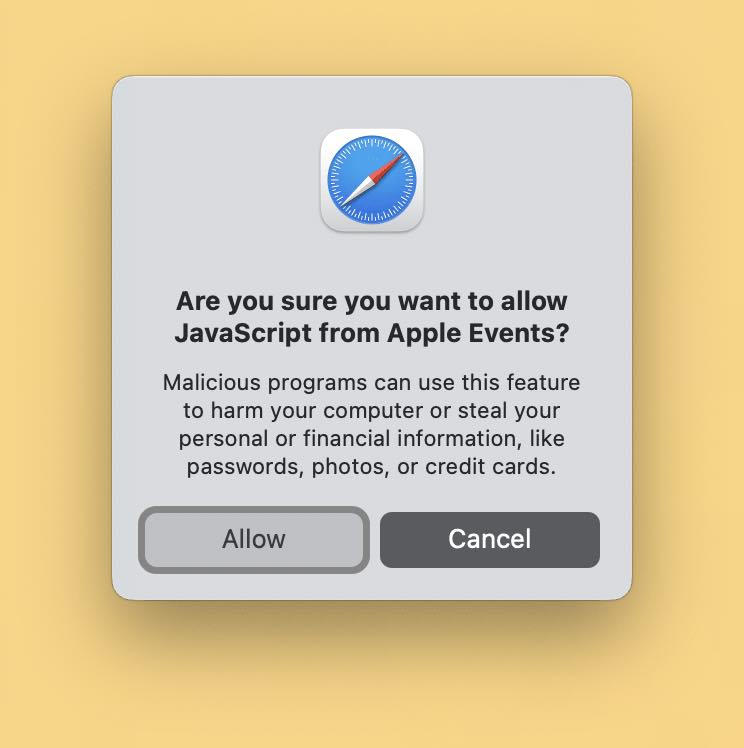 Are you sure you want to allow
JavaScript from Apple Events?
Malicious programs can use this feature
to harm your computer or steal your
personal or financial information, like
passwords, photos, or credit cards.
Allow
Cancel